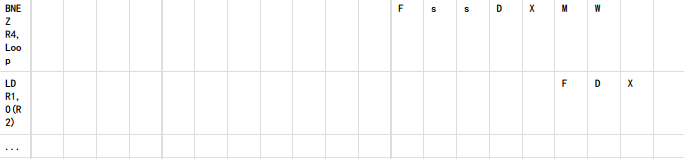 BNE F s s D X M W
Z
R4,
Loo
p
LD F D X
R1,
0(R
2)
...